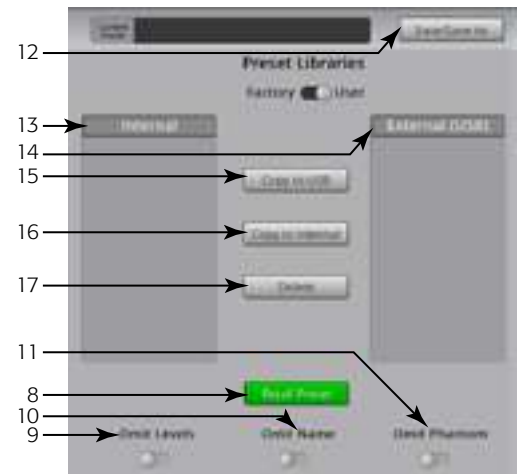 12
Save/Save As
Preset Libraries
Factory User
13
Internal
External (USB)
14
15
Copy to USB
16
Copy to Internal
17
Delete
11
8
Recall Preset
10
9
Omit Levels
Omit Name
Omit Phantom